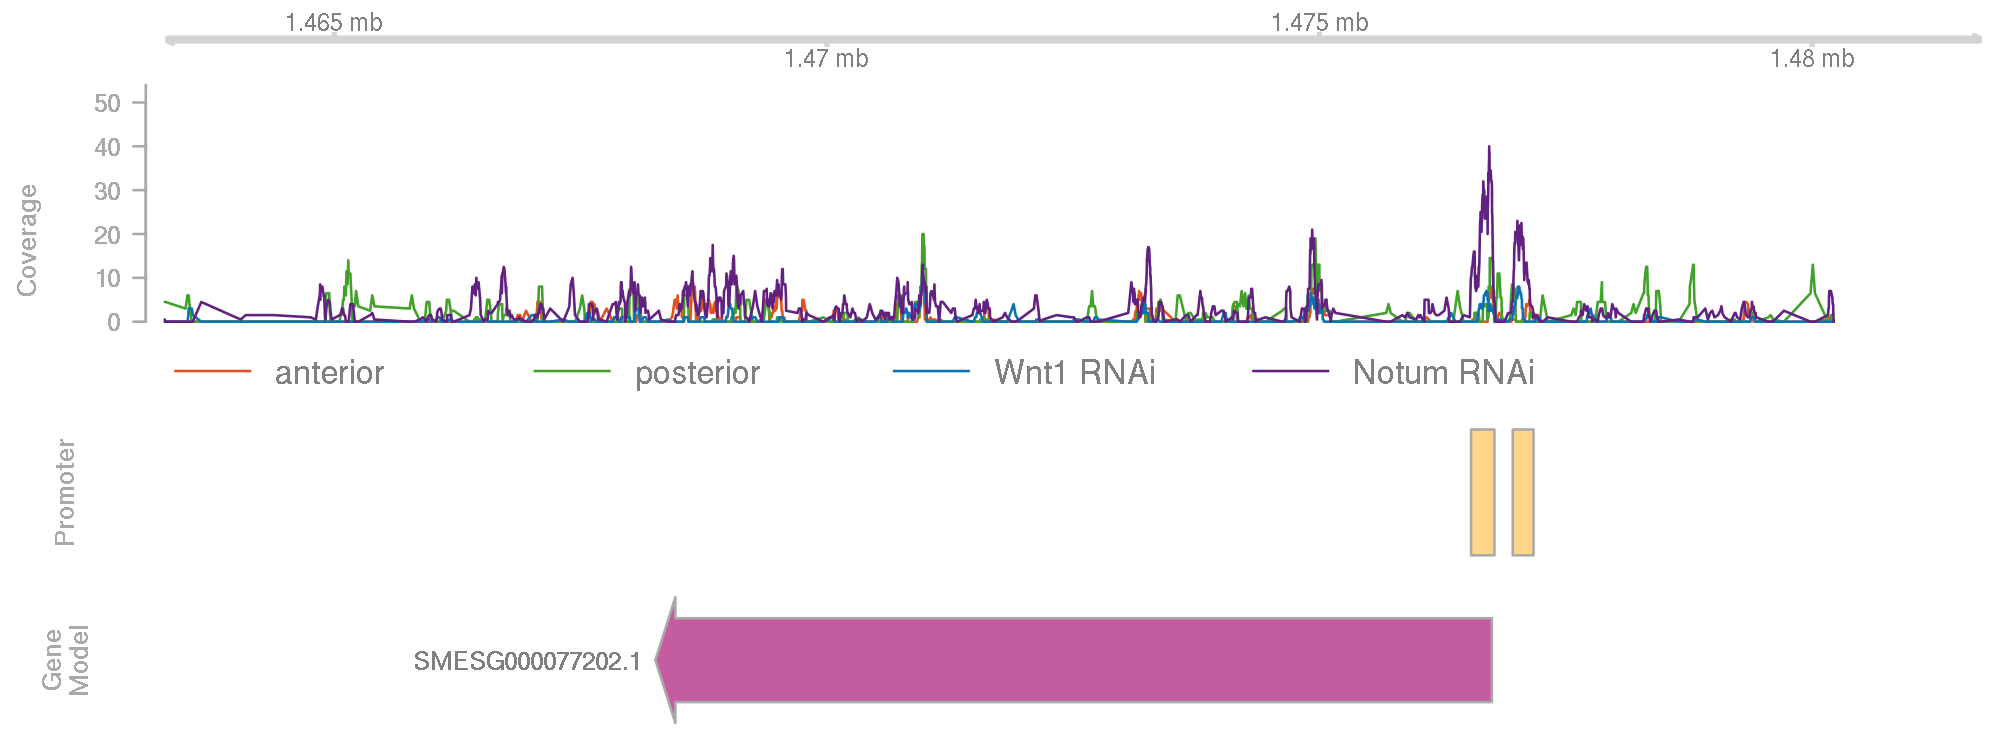 1.465 mb
1.475 mb
1.47 mb
1.48 mb
Coverage
50
40
30
20
10
0
anterior
posterior
Wnt1 RNAi
Notum RNAi
Promoter
Gene
Model
SMESG000077202.1